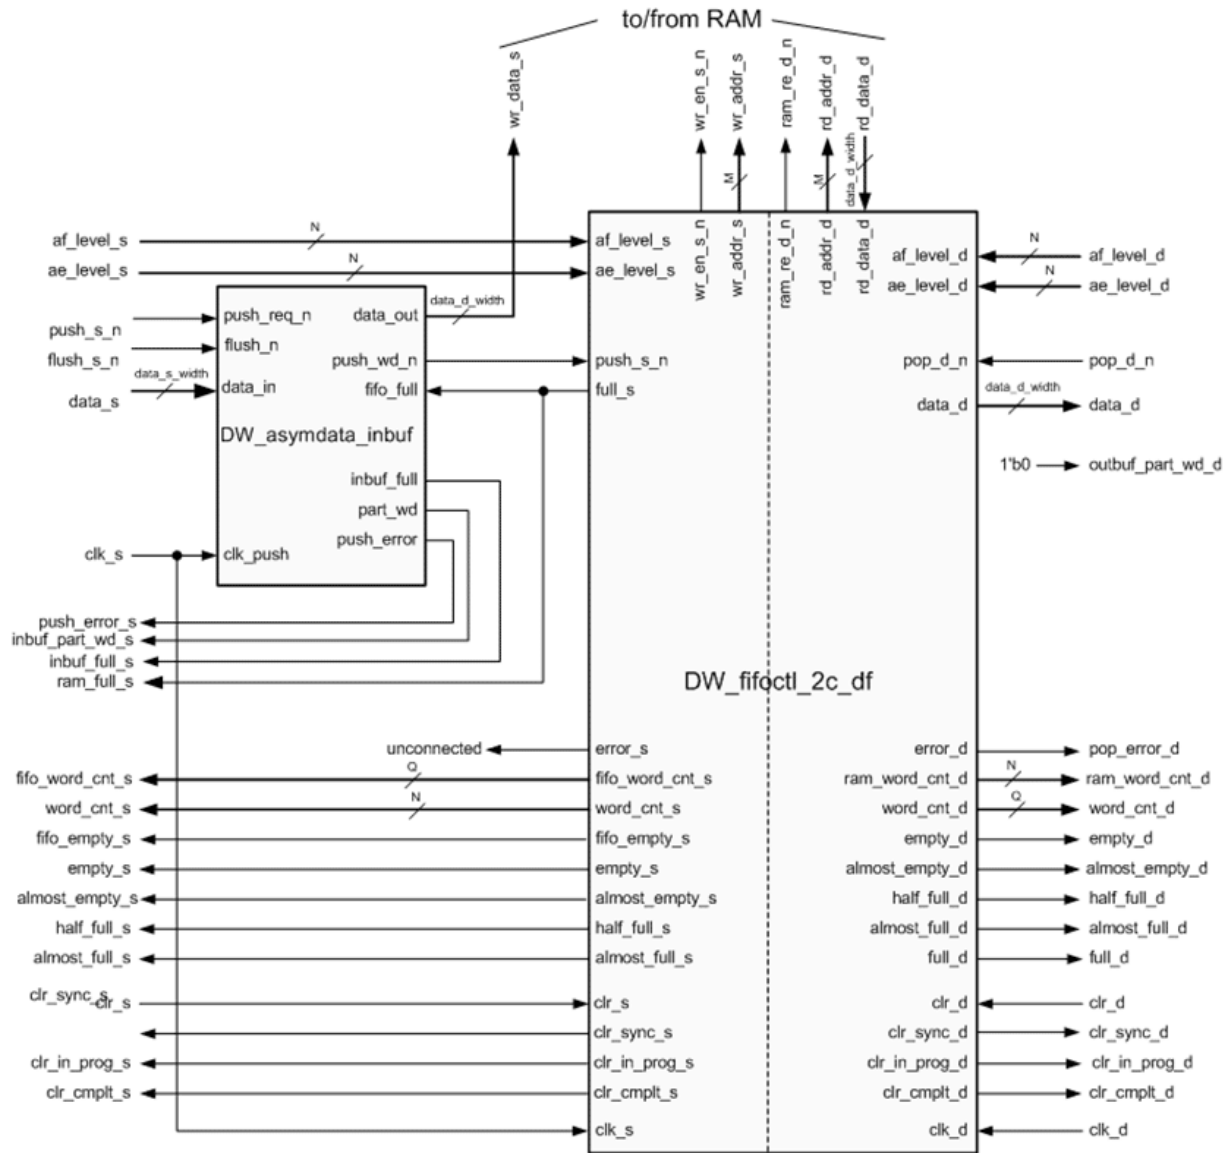 to/from RAM
wr_data_s
wr_en_s_n
wr_addr_s
ram_re_d_n
rd_addr_d
rd_data_d
M
M
data_d_width
wr_en_s_n
wr_addr_s
ram_re_d_n
rd_addr_d
rd_data_d
af_level_s N af_level_s af_level_d N af_level_d
ae_level_s N ae_level_s ae_level_d N ae_level_d
push_s_n push_req_n data_out data_d_width
flush_s_n flush_n
push_wd_n push_s_n pop_d_n pop_d_n
data_s data_s_width data_in fifo_full full_s data_d data_d_width data_d
DW_asymdata_inbuf
1'b0 outbuf_part_wd_d
inbuf_full
part_wd
push_error
clk_s clk_push
push_error_s
inbuf_part_wd_s
inbuf_full_s
ram_full_s
DW_fifoctl_2c_df
unconnected error_s error_d pop_error_d
fifo_word_cnt_s Q fifo_word_cnt_s ram_word_cnt_d N ram_word_cnt_d
word_cnt_s N word_cnt_s word_cnt_d Q word_cnt_d
fifo_empty_s fifo_empty_s empty_d empty_d
empty_s empty_s almost_empty_d almost_empty_d
almost_empty_s almost_empty_s half_full_d half_full_d
half_full_s half_full_s almost_full_d almost_full_d
almost_full_s almost_full_s full_d full_d
clr_sync_s clr_s clr_s clr_d clr_d
clr_sync_s clr_sync_d clr_sync_d
clr_in_prog_s clr_in_prog_s clr_in_prog_d clr_in_prog_d
clr_cmplt_s clr_cmplt_s clr_cmplt_d clr_cmplt_d
clk_s clk_d clk_d